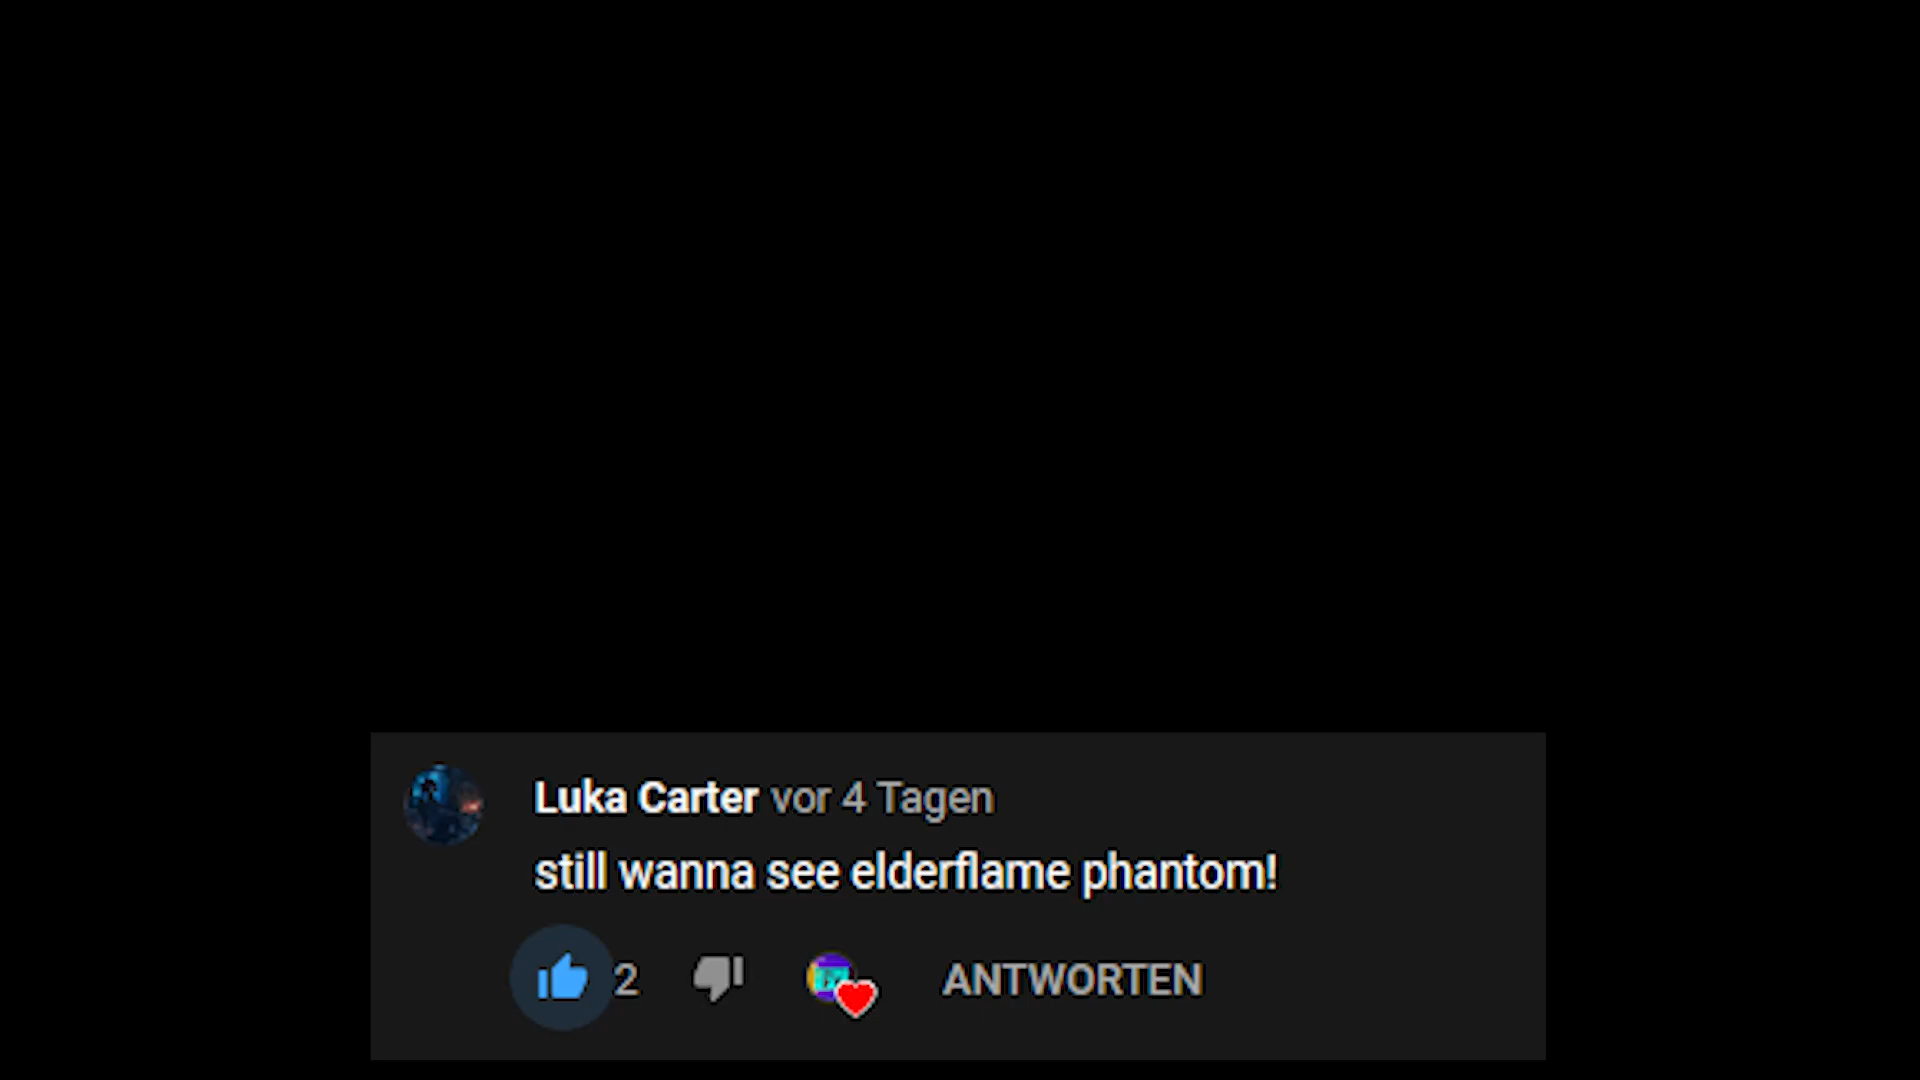 Luka Carter vor 4 Tagen
still wanna see elderflame phantom!
2 ANTWORTEN